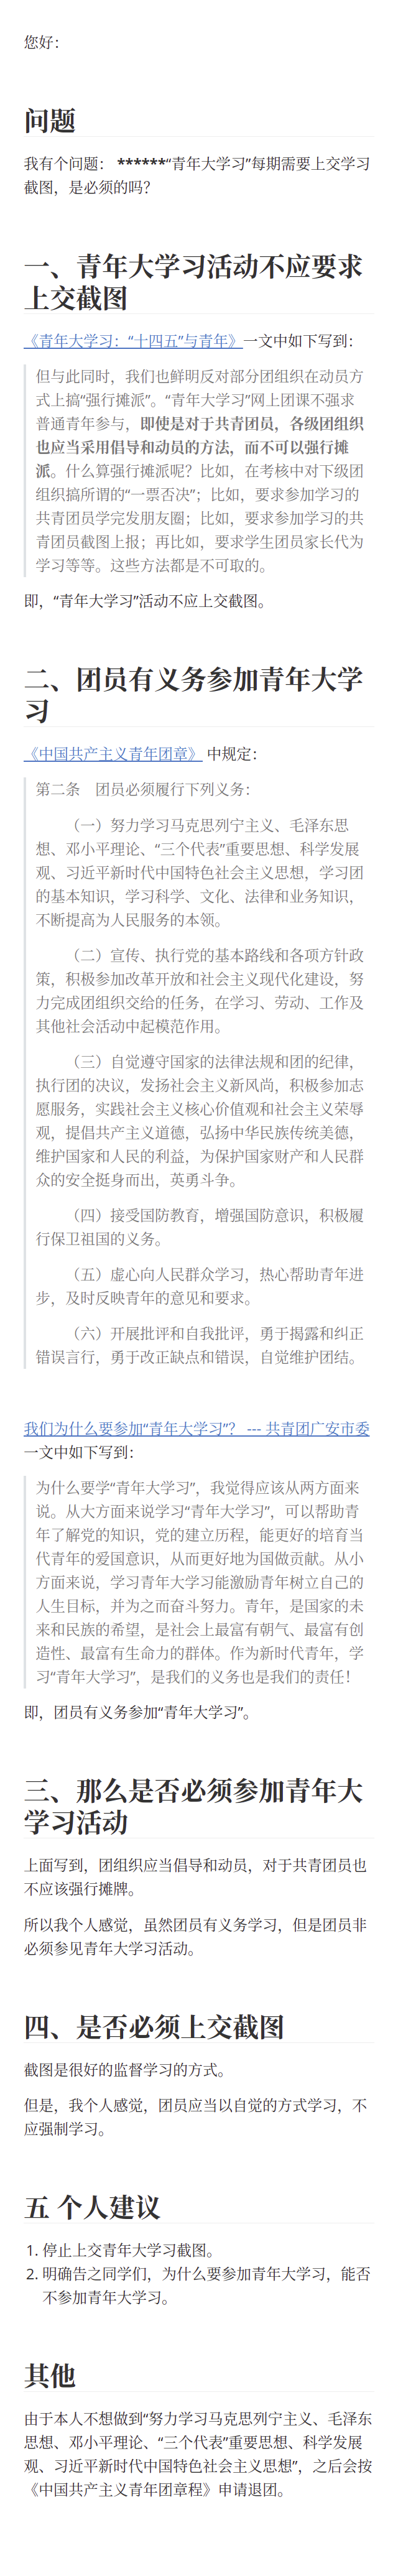 您好：
问题
我有个问题： ******“青年大学习”每期需要上交学习
截图，是必须的吗？
一、青年大学习活动不应要求
上交截图
《青年大学习：“十四五”与青年》一文中如下写到：
但与此同时，我们也鲜明反对部分团组织在动员方
式上搞“强行摊派”。“青年大学习”网上团课不强求
普通青年参与，即使是对于共青团员，各级团组织
也应当采用倡导和动员的方法，而不可以强行摊
派。什么算强行摊派呢？比如，在考核中对下级团
组织搞所谓的“一票否决”；比如，要求参加学习的
共青团员学完发朋友圈；比如，要求参加学习的共
青团员截图上报；再比如，要求学生团员家长代为
学习等等。这些方法都是不可取的。
即，“青年大学习”活动不应上交截图。
二、团员有义务参加青年大学
习
《中国共产主义青年团章》 中规定：
第二条　团员必须履行下列义务：
（一）努力学习马克思列宁主义、毛泽东思
想、邓小平理论、“三个代表”重要思想、科学发展
观、习近平新时代中国特色社会主义思想，学习团
的基本知识，学习科学、文化、法律和业务知识，
不断提高为人民服务的本领。
（二）宣传、执行党的基本路线和各项方针政
策，积极参加改革开放和社会主义现代化建设，努
力完成团组织交给的任务，在学习、劳动、工作及
其他社会活动中起模范作用。
（三）自觉遵守国家的法律法规和团的纪律，
执行团的决议，发扬社会主义新风尚，积极参加志
愿服务，实践社会主义核心价值观和社会主义荣辱
观，提倡共产主义道德，弘扬中华民族传统美德，
维护国家和人民的利益，为保护国家财产和人民群
众的安全挺身而出，英勇斗争。
（四）接受国防教育，增强国防意识，积极履
行保卫祖国的义务。
（五）虚心向人民群众学习，热心帮助青年进
步，及时反映青年的意见和要求。
（六）开展批评和自我批评，勇于揭露和纠正
错误言行，勇于改正缺点和错误，自觉维护团结。
我们为什么要参加“青年大学习”？ --- 共青团广安市委
一文中如下写到：
为什么要学“青年大学习”，我觉得应该从两方面来
说。从大方面来说学习“青年大学习”，可以帮助青
年了解党的知识，党的建立历程，能更好的培育当
代青年的爱国意识，从而更好地为国做贡献。从小
方面来说，学习青年大学习能激励青年树立自己的
人生目标，并为之而奋斗努力。青年，是国家的未
来和民族的希望，是社会上最富有朝气、最富有创
造性、最富有生命力的群体。作为新时代青年，学
习“青年大学习”，是我们的义务也是我们的责任！
即，团员有义务参加“青年大学习”。
三、那么是否必须参加青年大
学习活动
上面写到，团组织应当倡导和动员，对于共青团员也
不应该强行摊牌。
所以我个人感觉，虽然团员有义务学习，但是团员非
必须参见青年大学习活动。
四、是否必须上交截图
截图是很好的监督学习的方式。
但是，我个人感觉，团员应当以自觉的方式学习，不
应强制学习。
五 个人建议
1. 停止上交青年大学习截图。
2. 明确告之同学们，为什么要参加青年大学习，能否
不参加青年大学习。
其他
由于本人不想做到“努力学习马克思列宁主义、毛泽东
思想、邓小平理论、“三个代表”重要思想、科学发展
观、习近平新时代中国特色社会主义思想”，之后会按
《中国共产主义青年团章程》申请退团。